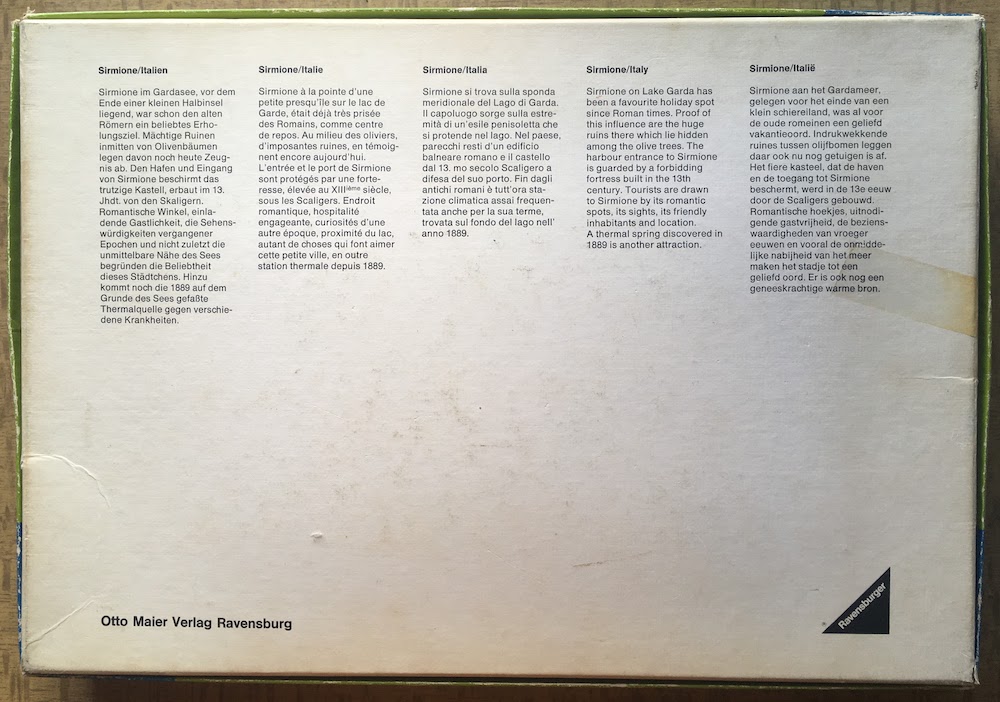 Sirmione/Italien
Sirmione im Gardasee, vor dem
Ende einer kleinen Halbinsel
liegend, war schon den alten
Römern ein beliebtes Erho-
lungsziel. Mächtige Ruinen
inmitten von Olivenbäumen
legen davon noch heute Zeug-
nis ab. Den Hafen und Eingang
von Sirmione beschirmt das
trutzige Kastell, erbaut im 13.
Jhdt. von den Skaligern.
Romantische Winkel, einla-
dende Gastlichkeit, die Sehens-
würdigkeiten vergangener
Epochen und nicht zuletzt die
unmittelbare Nähe des Sees
begründen die Beliebtheit
dieses Städtchens. Hinzu
kommt noch die 1889 auf dem
Grunde des Sees gefaßte
Thermalquelle gegen verschie-
dene Krankheiten.
Sirmione/Italie
Sirmione à la pointe d'une
petite presqu'île sur le lac de
Garde, était déjà très prisée
des Romains, comme centre
de repos. Au milieu des oliviers,
d'imposantes ruines, en témoig-
nent encore aujourd'hui.
L'entrée et le port de Sirmione
sont protégés par une forte-
resse, élevée au XIIIième siècle,
sous les Scaligers. Endroit
romantique, hospitalité
engageante, curiosités d'une
autre époque, proximité du lac,
autant de choses qui font aimer
cette petite ville, en outre
station thermale depuis 1889.
Sirmione/Italia
Sirmione si trova sulla sponda
meridionale del Lago di Garda.
Il capoluogo sorge sulla estre-
mità di un'esile penisoletta che
si protende nel lago. Nel paese,
parecchi resti d'un edificio
balneare romano e il castello
dal 13. mo secolo Scaligero a
difesa del suo porto. Fin dagli
antichi romani è tutt'ora sta-
zione climatica assai frequen-
tata anche per la sua terme,
trovata sul fondo del lago nell'
anno 1889.
Sirmione/Italy
Sirmione on Lake Garda has
been a favourite holiday spot
since Roman times. Proof of
this influence are the huge
ruins there which lie hidden
among the olive trees. The
harbour entrance to Sirmione
is guarded by a forbidding
fortress built in the 13th
century. Tourists are drawn
to Sirmione by its romantic
spots, its sights, its friendly
inhabitants and location.
A thermal spring discovered in
1889 is another attraction.
Sirmione/Italië
Sirmione aan het Gardameer,
gelegen voor het einde van een
klein schiereiland, was al voor
de oude romeinen een geliefd
vakantieoord. Indrukwekkende
ruines tussen olijfbomen leggen
daar ook nu nog getuigen is af.
Het fiere kasteel, dat de haven
en de toegang tot Sirmione
beschermt, werd in de 13e eeuw
door de Scaligers gebouwd.
Romantische hoekjes, uitnodi-
gende gastvrijheid, de beziens-
waardigheden van vroeger
eeuwen en vooral de onmidde-
lijke nabijheid van het meer
maken het stadje tot een
geliefd oord. Er is ook nog een
geneeskrachtige warme bron.
Otto Maier Verlag Ravensburg
Ravensburger